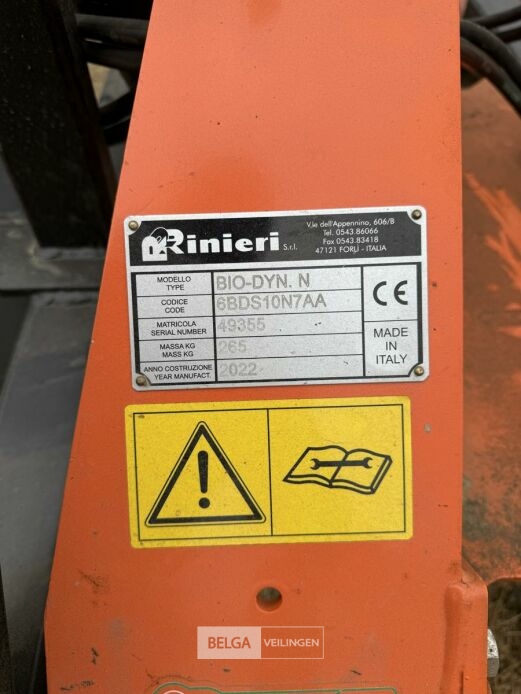 Rinieri S.r.l.
V.le dell'Appennino, 606/B
Tel. 0543.86066
Fax 0543.83418
47121 FORLÌ - ITALIA
MODELLO
TYPE
BIO-DYN. N
CODICE
CODE
6BDS10N7AA
MATRICOLA
SERIAL NUMBER
49355
MASSA KG
MASS KG
265
ANNO COSTRUZIONE
YEAR MANUFACT.
2022
CE
MADE
IN
ITALY
BELGA VEILINGEN